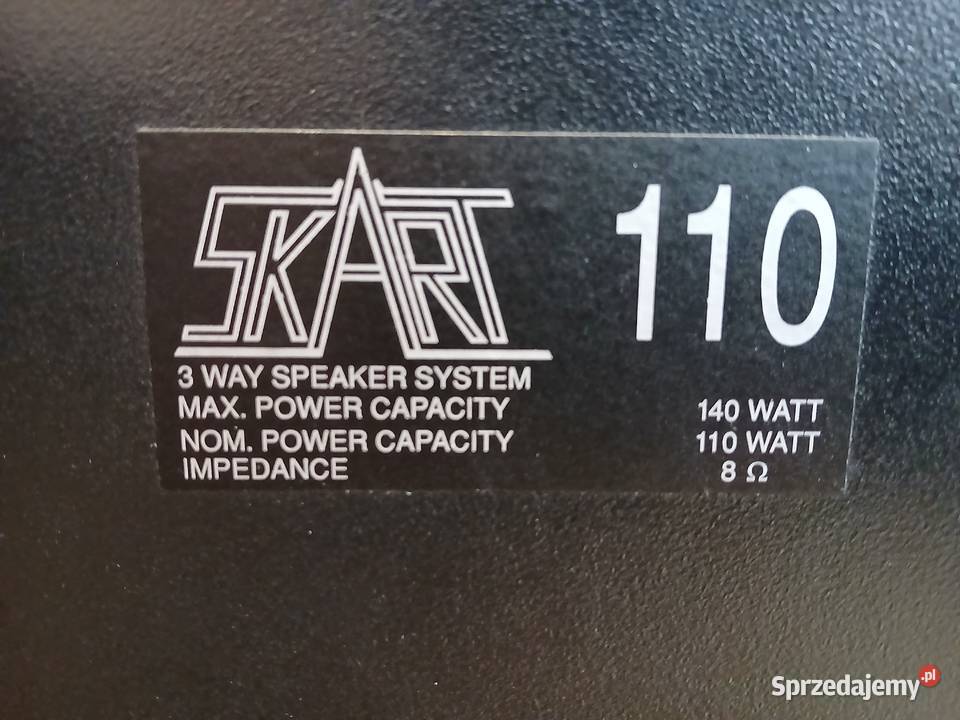 SKART 110
3 WAY SPEAKER SYSTEM
MAX. POWER CAPACITY 140 WATT
NOM. POWER CAPACITY 110 WATT
IMPEDANCE 8 Ω
Sprzedajemy.pl